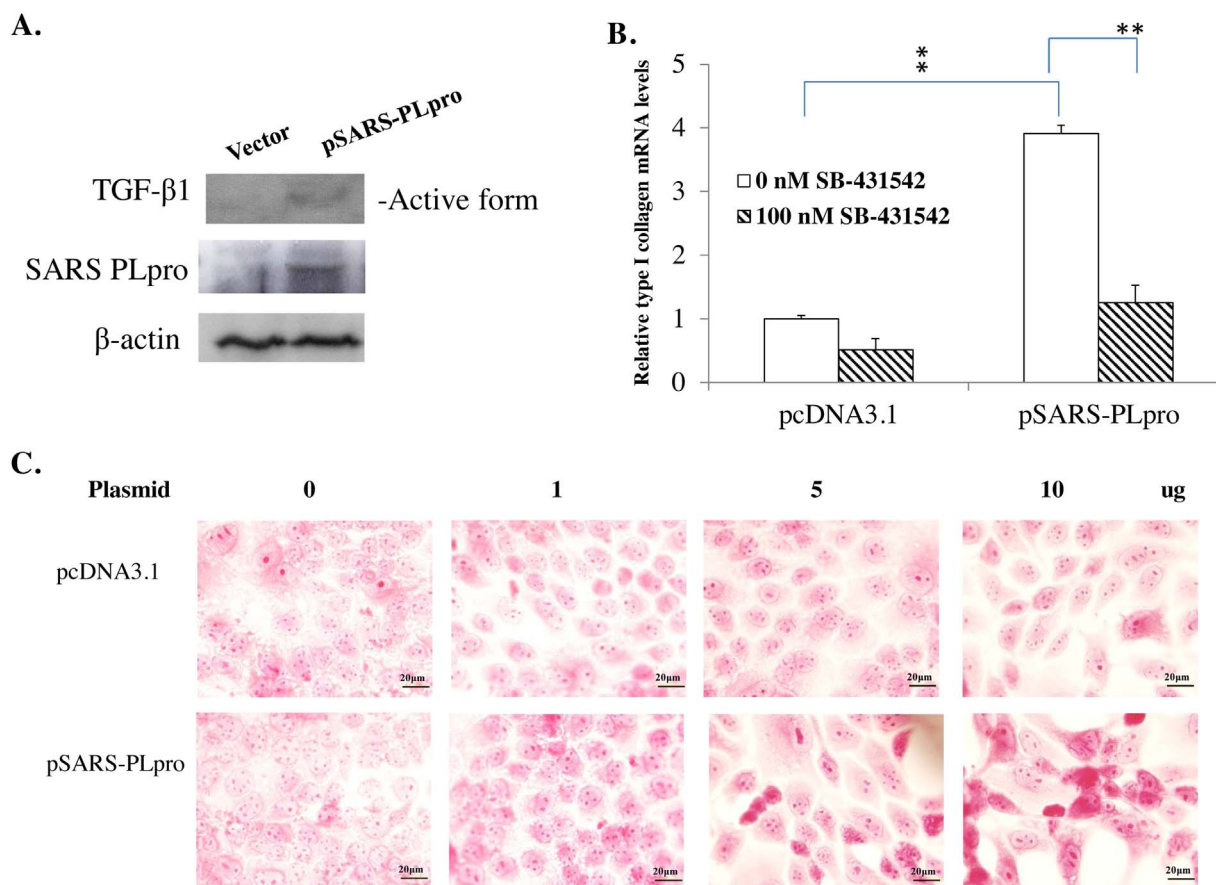 A.
Vector
pSARS-PLpro
TGF-β1
-Active form
SARS PLpro
β-actin
B.
Relative type I collagen mRNA levels
5
4
3
2
1
0
**
**
0 nM SB-431542
100 nM SB-431542
pcDNA3.1
pSARS-PLpro
C.
Plasmid 0 1 5 10 ug
pcDNA3.1
20μm
20μm
20μm
20μm
pSARS-PLpro
20μm
20μm
20μm
20μm